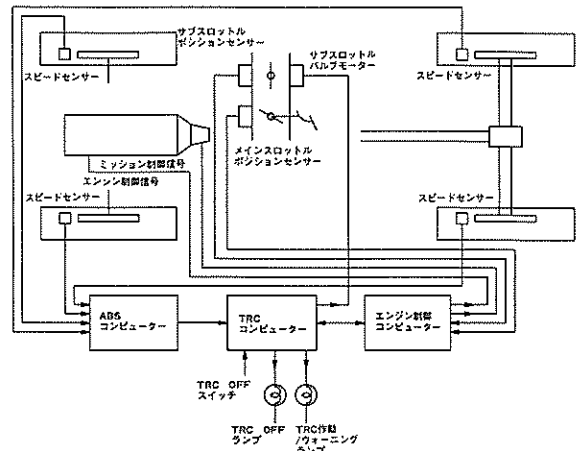 サブスロットル
ポジションセンサー
スピードセンサー
サブスロットル
バルブモーター
スピードセンサー
メインスロットル
ポジションセンサー
ミッション制御信号
エンジン制御信号
スピードセンサー
スピードセンサー
ABS
コンピューター
TRC
コンピューター
エンジン制御
コンピューター
TRC OFF
スイッチ
TRC OFF
ランプ
TRC作動
/ウォーニング
ランプ